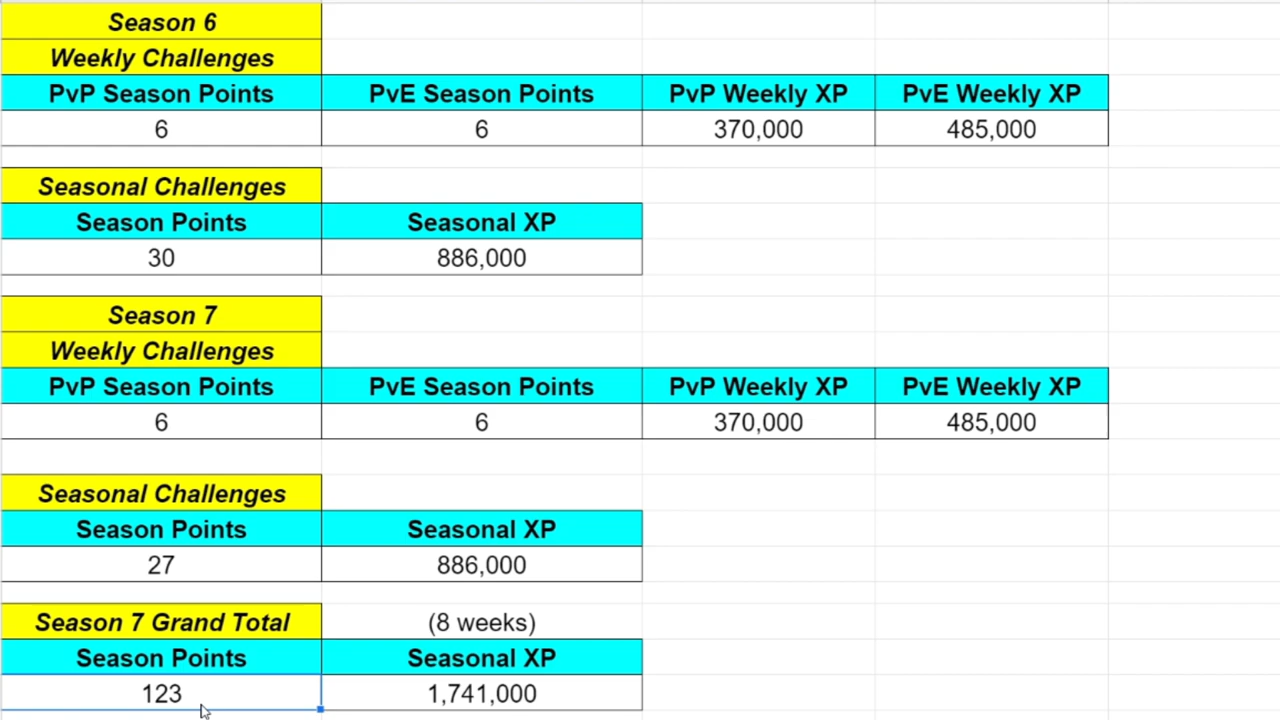 Season 6
Weekly Challenges
PvP Season Points PvE Season Points PvP Weekly XP PvE Weekly XP
6 6 370,000 485,000
Seasonal Challenges
Season Points Seasonal XP
30 886,000
Season 7
Weekly Challenges
PvP Season Points PvE Season Points PvP Weekly XP PvE Weekly XP
6 6 370,000 485,000
Seasonal Challenges
Season Points Seasonal XP
27 886,000
Season 7 Grand Total (8 weeks)
Season Points Seasonal XP
123 1,741,000